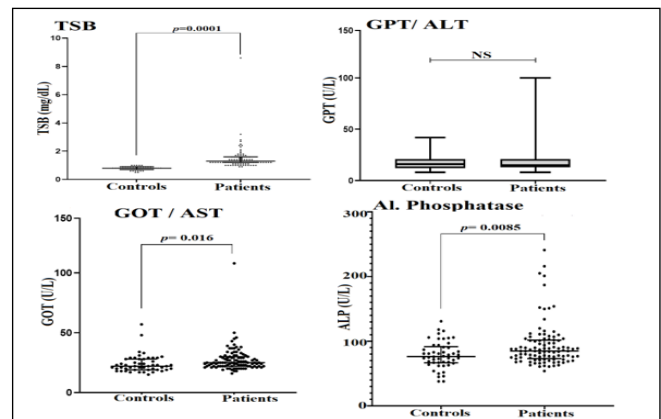 TSB
p=0.0001
10
8
6
4
2
0
TSB (mg/dL)
Controls Patients
GPT/ ALT
NS
150
100
50
0
GPT (U/L)
Controls Patients
GOT / AST
p= 0.016
150
100
50
0
GOT (U/L)
Controls Patients
Al. Phosphatase
p= 0.0085
300
200
100
0
ALP (U/L)
Controls Patients